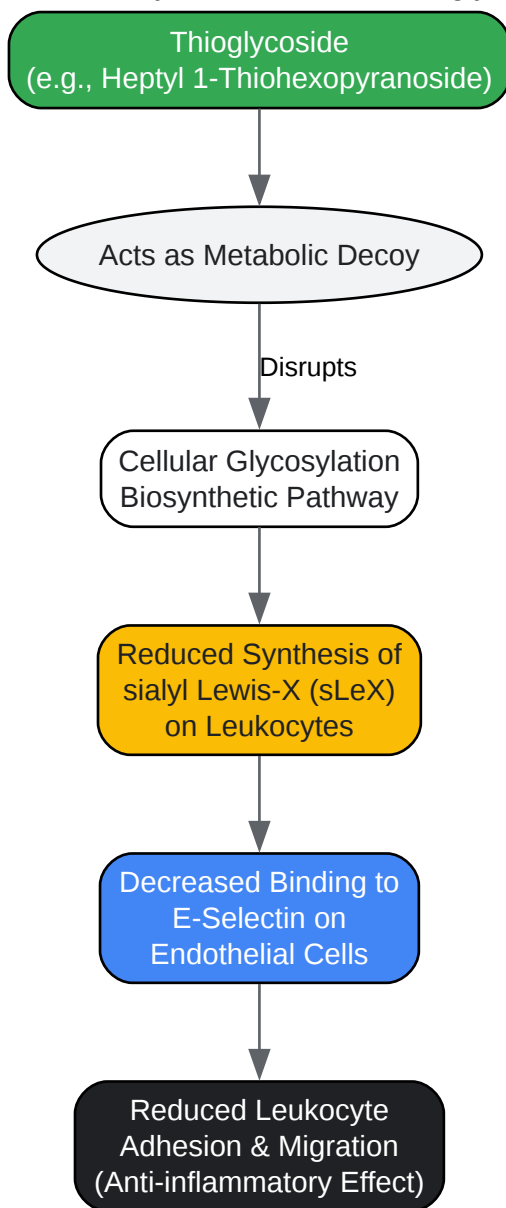 Thioglycoside
(e.g., Heptyl 1-Thiohexopyranoside)
Acts as Metabolic Decoy
Disrupts
Cellular Glycosylation
Biosynthetic Pathway
Reduced Synthesis of
sialyl Lewis-X (sLeX)
on Leukocytes
Decreased Binding to
E-Selectin on
Endothelial Cells
Reduced Leukocyte
Adhesion & Migration
(Anti-inflammatory Effect)